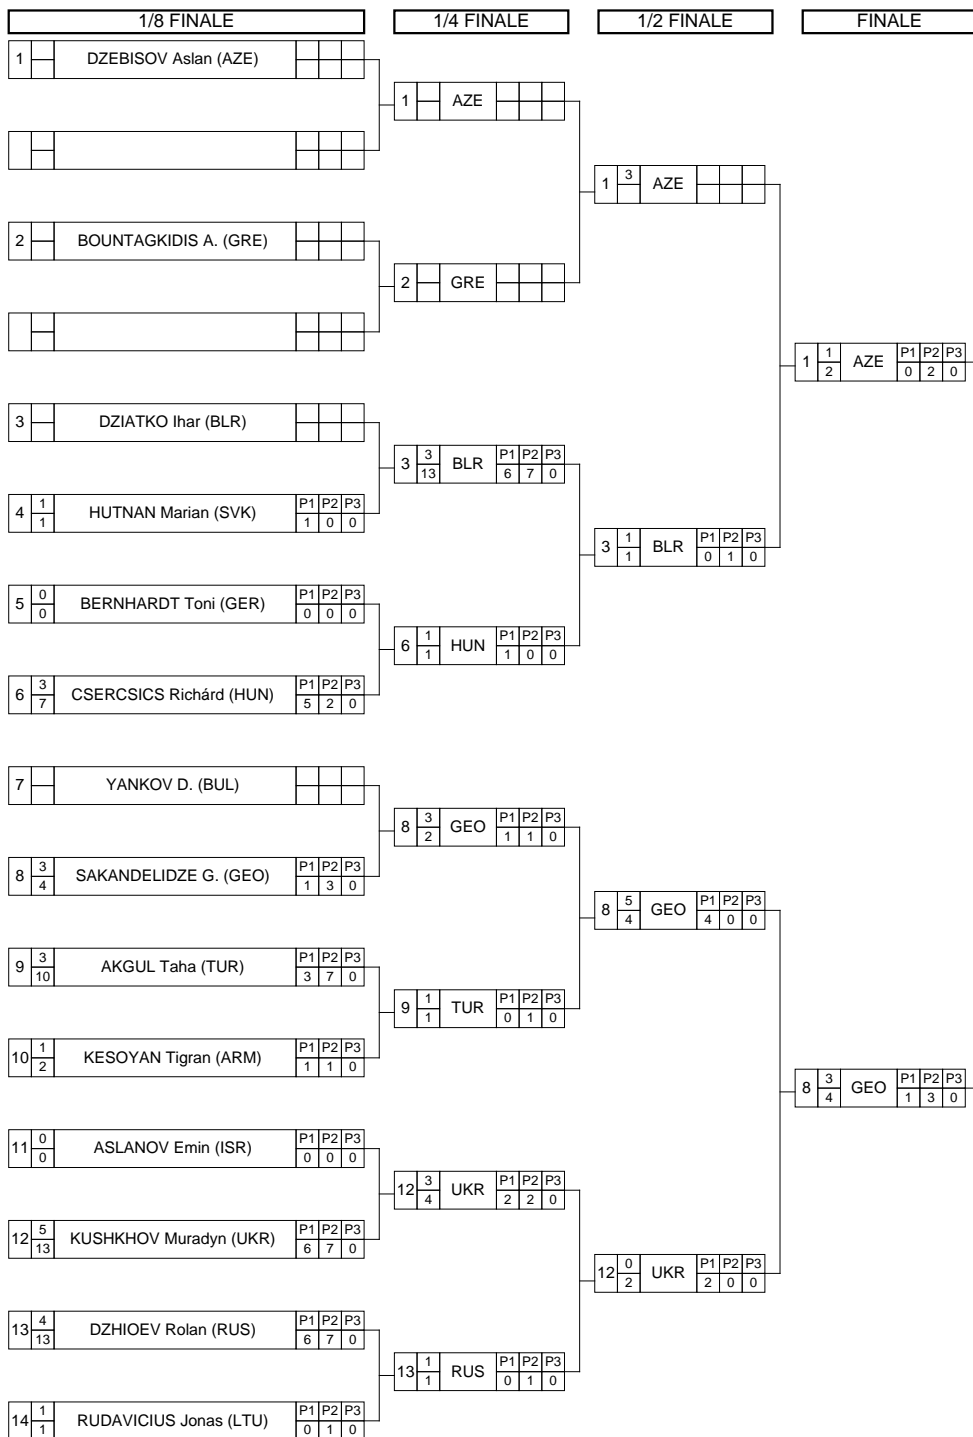 1/8 FINALE 1/4 FINALE 1/2 FINALE FINALE
1 DZEBISOV Aslan (AZE)
1 AZE
1 3 AZE
2 BOUNTAGKIDIS A. (GRE)
2 GRE
1 1 AZE P1 P2 P3
2 0 2 0
3 DZIATKO Ihar (BLR)
3 3 BLR P1 P2 P3
13 6 7 0
4 1 HUTNAN Marian (SVK) P1 P2 P3
1 1 0 0
3 1 BLR P1 P2 P3
1 0 1 0
5 0 BERNHARDT Toni (GER) P1 P2 P3
0 0 0 0
6 1 HUN P1 P2 P3
1 1 0 0
6 3 CSERCSICS Richárd (HUN) P1 P2 P3
7 5 2 0
7 YANKOV D. (BUL)
8 3 GEO P1 P2 P3
2 1 1 0
8 3 SAKANDELIDZE G. (GEO) P1 P2 P3
4 1 3 0
8 5 GEO P1 P2 P3
4 4 0 0
9 3 AKGUL Taha (TUR) P1 P2 P3
10 3 7 0
9 1 TUR P1 P2 P3
1 0 1 0
10 1 KESOYAN Tigran (ARM) P1 P2 P3
2 1 1 0
8 3 GEO P1 P2 P3
4 1 3 0
11 0 ASLANOV Emin (ISR) P1 P2 P3
0 0 0 0
12 3 UKR P1 P2 P3
4 2 2 0
12 5 KUSHKHOV Muradyn (UKR) P1 P2 P3
13 6 7 0
12 0 UKR P1 P2 P3
2 2 0 0
13 4 DZHIOEV Rolan (RUS) P1 P2 P3
13 6 7 0
13 1 RUS P1 P2 P3
1 0 1 0
14 1 RUDAVICIUS Jonas (LTU) P1 P2 P3
1 0 1 0